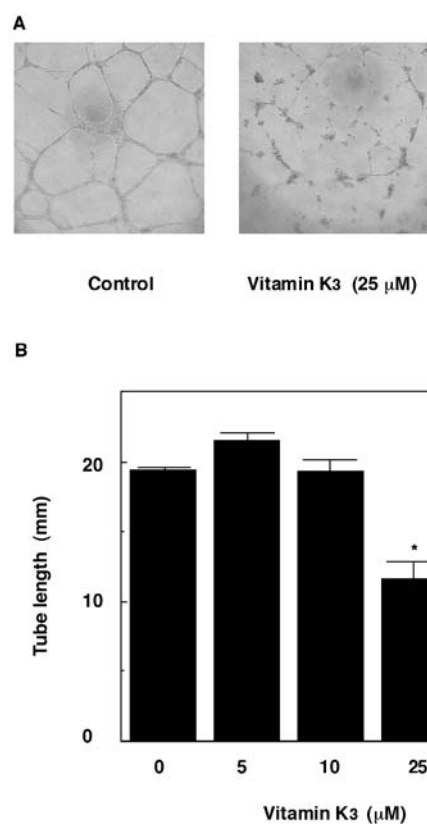 A
Control Vitamin K3 (25 μM)
B
Tube length (mm)
20
10
0
*
0 5 10 25
Vitamin K3 (μM)